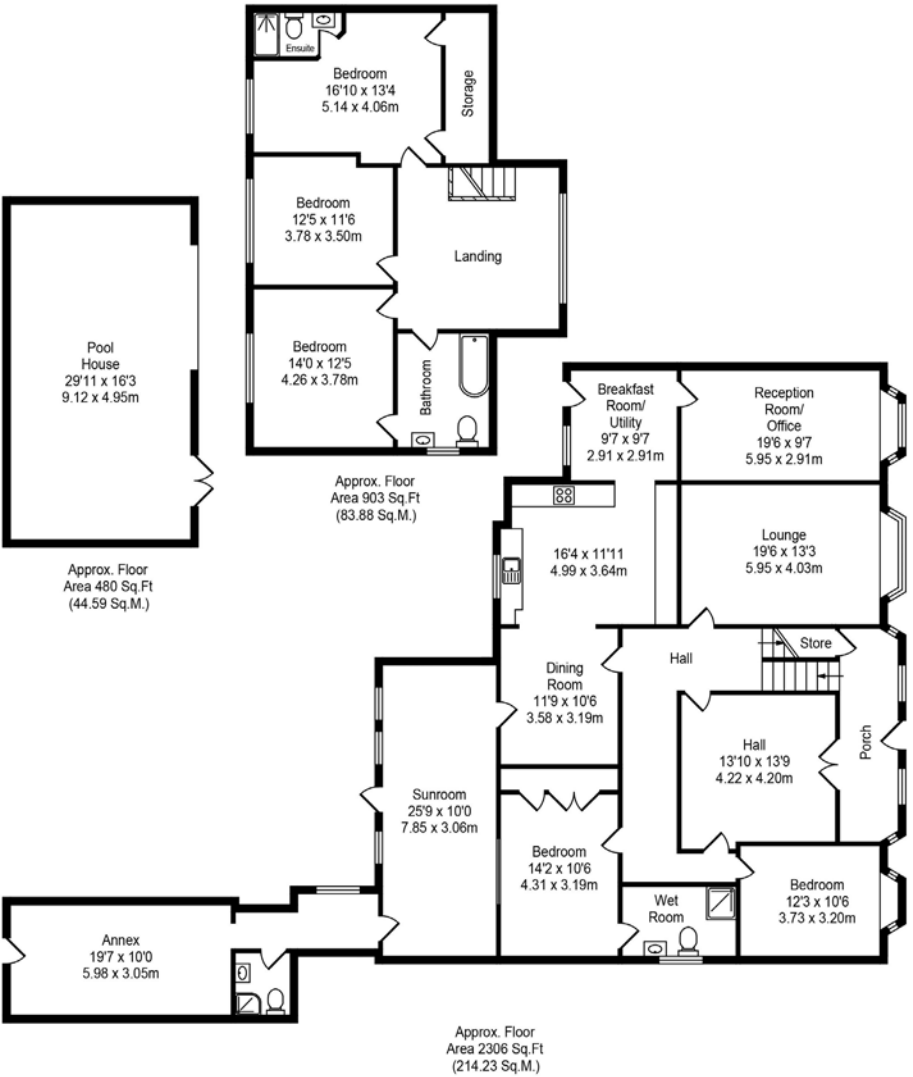 Ensuite
Bedroom
16'10 x 13'4
5.14 x 4.06m
Storage
Bedroom
12'5 x 11'6
3.78 x 3.50m
Landing
Bedroom
14'0 x 12'5
4.26 x 3.78m
Bathroom
Approx. Floor
Area 903 Sq.Ft
(83.88 Sq.M.)
Pool
House
29'11 x 16'3
9.12 x 4.95m
Approx. Floor
Area 480 Sq.Ft
(44.59 Sq.M.)
Breakfast
Room/
Utility
9'7 x 9'7
2.91 x 2.91m
Reception
Room/
Office
19'6 x 9'7
5.95 x 2.91m
16'4 x 11'11
4.99 x 3.64m
Lounge
19'6 x 13'3
5.95 x 4.03m
Hall
Store
Dining
Room
11'9 x 10'6
3.58 x 3.19m
Hall
13'10 x 13'9
4.22 x 4.20m
Porch
Sunroom
25'9 x 10'0
7.85 x 3.06m
Bedroom
14'2 x 10'6
4.31 x 3.19m
Wet
Room
Bedroom
12'3 x 10'6
3.73 x 3.20m
Annex
19'7 x 10'0
5.98 x 3.05m
Approx. Floor
Area 2306 Sq.Ft
(214.23 Sq.M.)